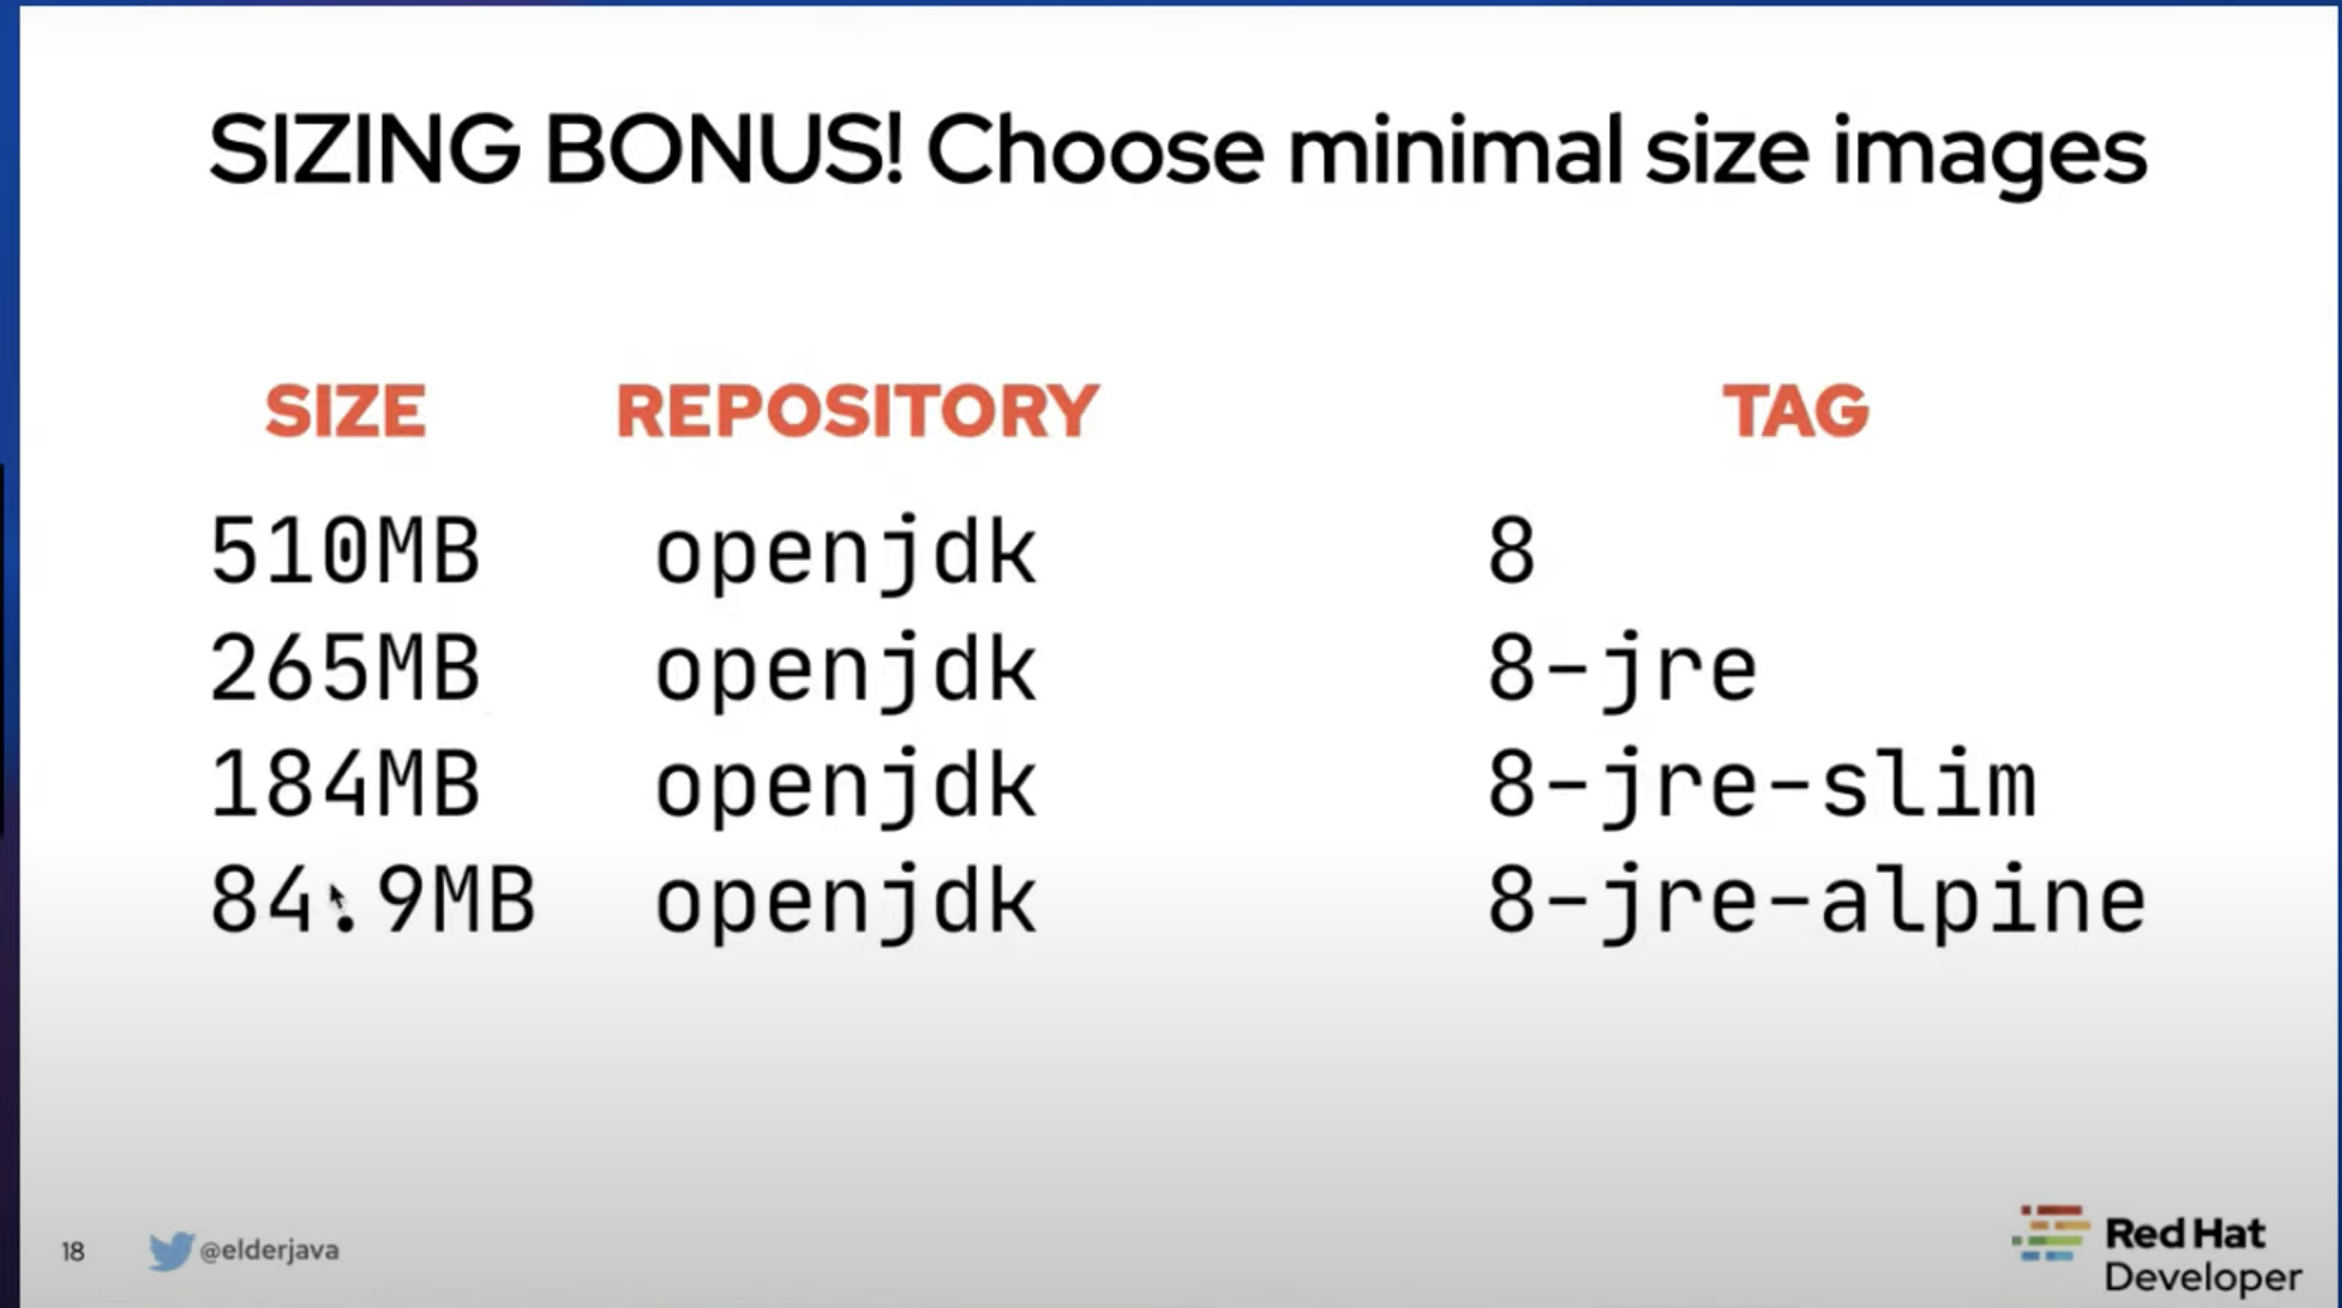 SIZING BONUS! Choose minimal size images
SIZE REPOSITORY TAG
510MB openjdk 8
265MB openjdk 8-jre
184MB openjdk 8-jre-slim
84.9MB openjdk 8-jre-alpine
18 @elderjava
Red Hat
Developer